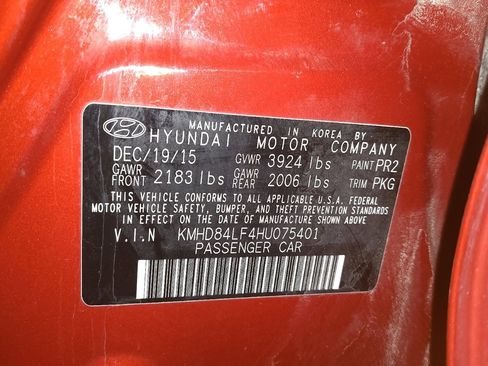 MANUFACTURED IN KOREA BY
HYUNDAI MOTOR COMPANY
DEC/19/15 GVWR 3924 lbs PAINT PR2
GAWR FRONT 2183 lbs GAWR REAR 2006 lbs TRIM PKG
THIS VEHICLE CONFORMS TO ALL APPLICABLE U.S.A. FEDERAL
MOTOR VEHICLE SAFETY, BUMPER, AND THEFT PREVENTION STANDARDS
IN EFFECT ON THE DATE OF MANUFACTURE SHOWN ABOVE.
V.I.N KMHD84LF4HU075401
PASSENGER CAR